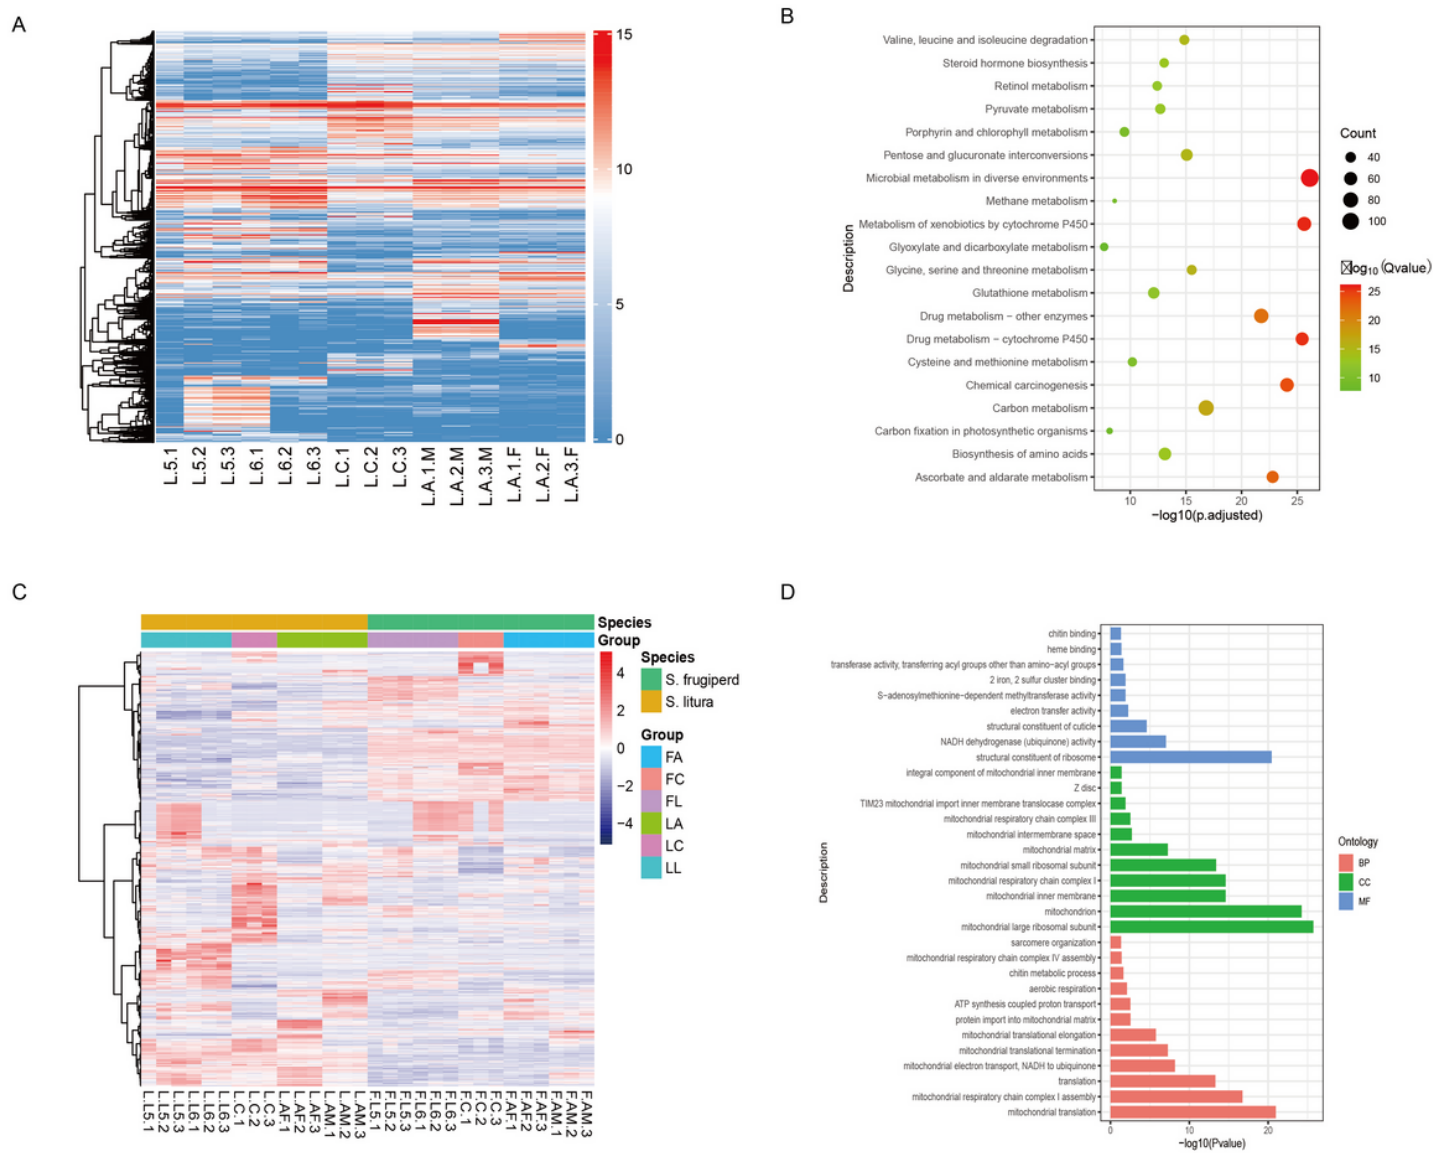 A
15
10
5
0
L.5.1
L.5.2
L.5.3
L.6.1
L.6.2
L.6.3
L.C.1
L.C.2
L.C.3
L.A.1.M
L.A.2.M
L.A.3.M
L.A.1.F
L.A.2.F
L.A.3.F
B
Description
Valine, leucine and isoleucine degradation
Steroid hormone biosynthesis
Retinol metabolism
Pyruvate metabolism
Porphyrin and chlorophyll metabolism
Pentose and glucuronate interconversions
Microbial metabolism in diverse environments
Methane metabolism
Metabolism of xenobiotics by cytochrome P450
Glyoxylate and dicarboxylate metabolism
Glycine, serine and threonine metabolism
Glutathione metabolism
Drug metabolism − other enzymes
Drug metabolism − cytochrome P450
Cysteine and methionine metabolism
Chemical carcinogenesis
Carbon metabolism
Carbon fixation in photosynthetic organisms
Biosynthesis of amino acids
Ascorbate and aldarate metabolism
10 15 20 25
−log10(p.adjusted)
Count
40
60
80
100
log10(Qvalue)
25
20
15
10
C
Species
Group
4
2
0
−2
−4
Species
S. frugiperd
S. litura
Group
FA
FC
FL
LA
LC
LL
L.L5.1
L.L5.2
L.L5.3
L.L6.1
L.L6.2
L.L6.3
L.C.1
L.C.2
L.C.3
L.AF.1
L.AF.2
L.AF.3
L.AM.1
L.AM.2
L.AM.3
F.L5.1
F.L5.2
F.L5.3
F.L6.1
F.L6.2
F.L6.3
F.C.1
F.C.2
F.C.3
F.AF.1
F.AF.2
F.AF.3
F.AM.1
F.AM.2
F.AM.3
D
Description
chitin binding
heme binding
transferase activity, transferring acyl groups other than amino−acyl groups
2 iron, 2 sulfur cluster binding
S−adenosylmethionine−dependent methyltransferase activity
electron transfer activity
structural constituent of cuticle
NADH dehydrogenase (ubiquinone) activity
structural constituent of ribosome
integral component of mitochondrial inner membrane
Z disc
TIM23 mitochondrial import inner membrane translocase complex
mitochondrial respiratory chain complex III
mitochondrial intermembrane space
mitochondrial matrix
mitochondrial small ribosomal subunit
mitochondrial respiratory chain complex I
mitochondrial inner membrane
mitochondrion
mitochondrial large ribosomal subunit
sarcomere organization
mitochondrial respiratory chain complex IV assembly
chitin metabolic process
aerobic respiration
ATP synthesis coupled proton transport
protein import into mitochondrial matrix
mitochondrial translational elongation
mitochondrial translational termination
mitochondrial electron transport, NADH to ubiquinone
translation
mitochondrial respiratory chain complex I assembly
mitochondrial translation
0 10 20
−log10(Pvalue)
Ontology
BP
CC
MF